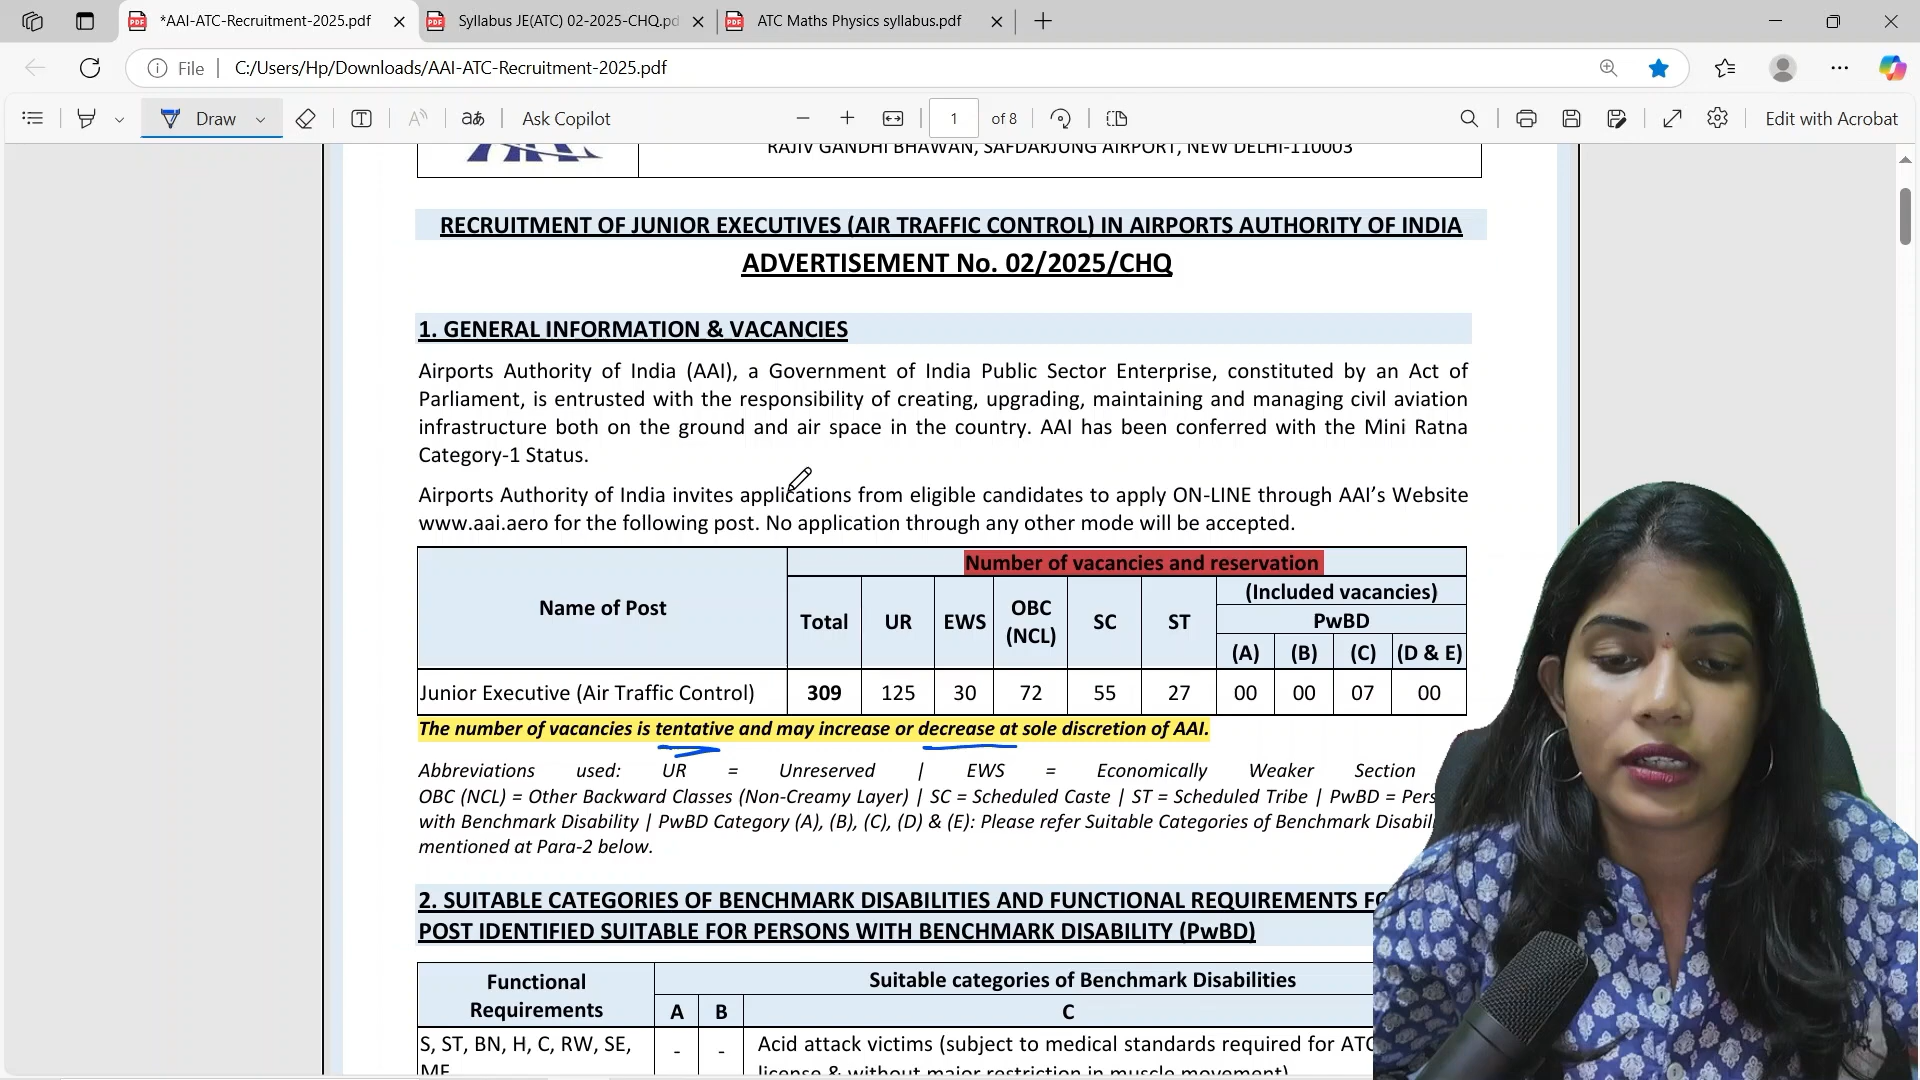 *AAI-ATC-Recruitment-2025.pdf
Syllabus JE(ATC) 02-2025-CHQ.pd
ATC Maths Physics syllabus.pdf
File
C:/Users/Hp/Downloads/AAI-ATC-Recruitment-2025.pdf
Draw
Ask Copilot
1 of 8
Edit with Acrobat
RAJIV GANDHI BHAWAN, SAFDARJUNG AIRPORT, NEW DELHI-110003
RECRUITMENT OF JUNIOR EXECUTIVES (AIR TRAFFIC CONTROL) IN AIRPORTS AUTHORITY OF INDIA
ADVERTISEMENT No. 02/2025/CHQ
1. GENERAL INFORMATION & VACANCIES
Airports Authority of India (AAI), a Government of India Public Sector Enterprise, constituted by an Act of
Parliament, is entrusted with the responsibility of creating, upgrading, maintaining and managing civil aviation
infrastructure both on the ground and air space in the country. AAI has been conferred with the Mini Ratna
Category-1 Status.
Airports Authority of India invites applications from eligible candidates to apply ON-LINE through AAI’s Website
www.aai.aero for the following post. No application through any other mode will be accepted.
Name of Post
Number of vacancies and reservation
Total UR EWS OBC (NCL) SC ST
(Included vacancies)
PwBD
(A) (B) (C) (D & E)
Junior Executive (Air Traffic Control) 309 125 30 72 55 27 00 00 07 00
The number of vacancies is tentative and may increase or decrease at sole discretion of AAI.
Abbreviations used: UR = Unreserved | EWS = Economically Weaker Section
OBC (NCL) = Other Backward Classes (Non-Creamy Layer) | SC = Scheduled Caste | ST = Scheduled Tribe | PwBD = Pers
with Benchmark Disability | PwBD Category (A), (B), (C), (D) & (E): Please refer Suitable Categories of Benchmark Disabil
mentioned at Para-2 below.
2. SUITABLE CATEGORIES OF BENCHMARK DISABILITIES AND FUNCTIONAL REQUIREMENTS FO
POST IDENTIFIED SUITABLE FOR PERSONS WITH BENCHMARK DISABILITY (PwBD)
Functional
Requirements
Suitable categories of Benchmark Disabilities
A B C
S, ST, BN, H, C, RW, SE,
MF
- -
Acid attack victims (subject to medical standards required for ATC
license & without major restriction in muscle movement)